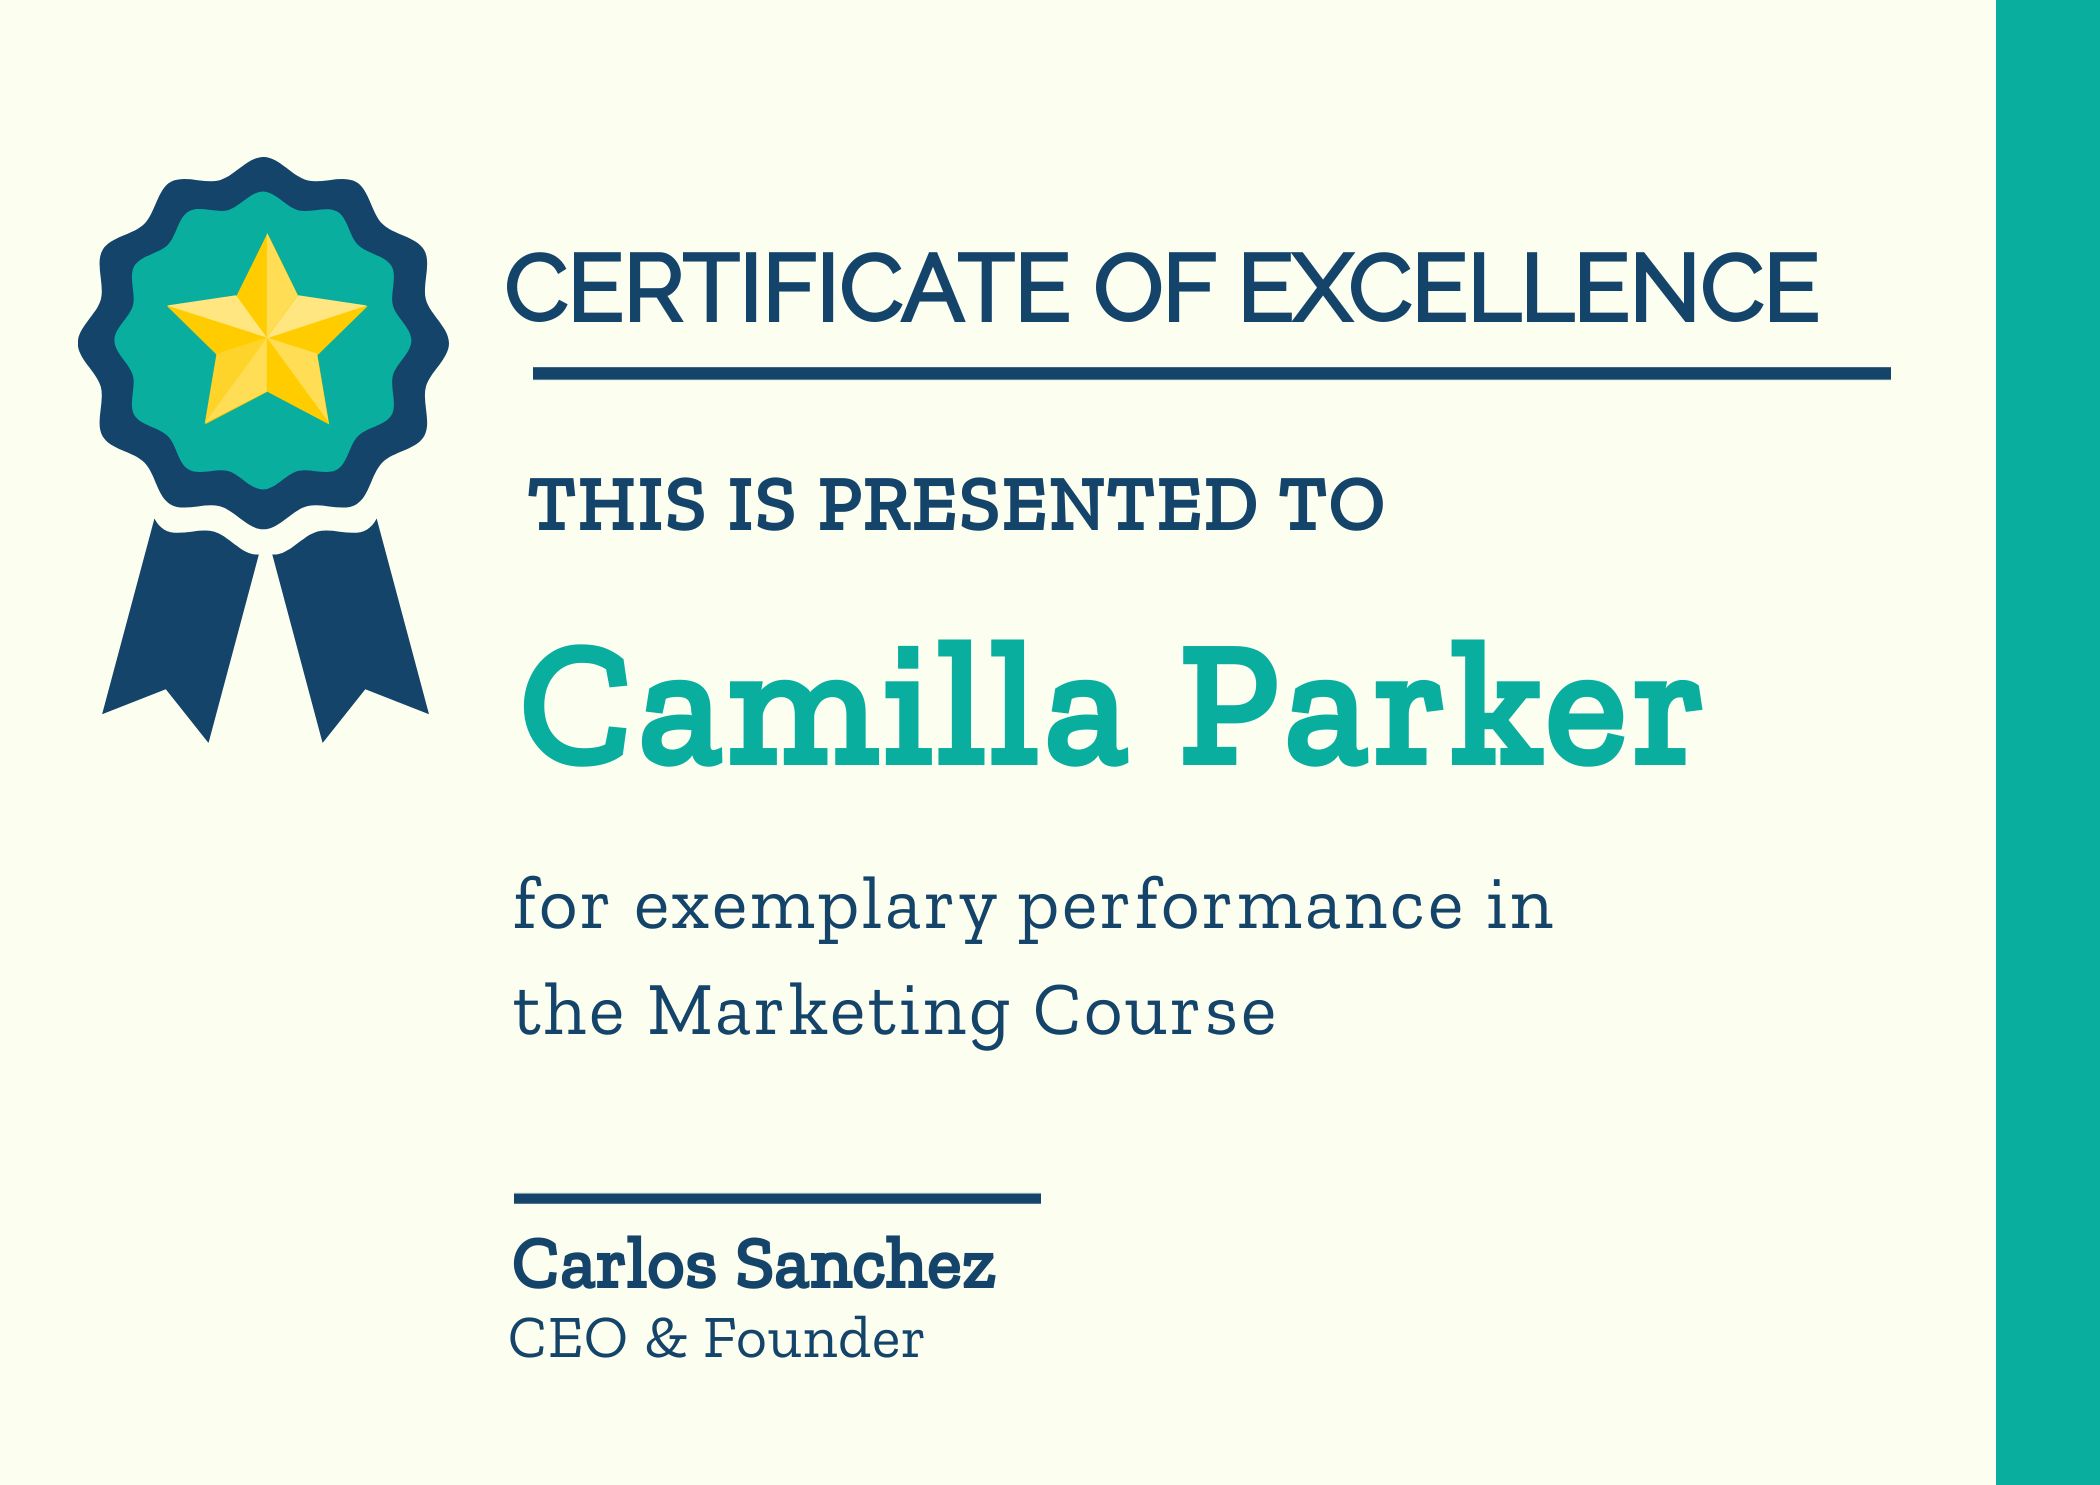 CERTIFICATE OF EXCELLENCE
THIS IS PRESENTED TO
Camilla Parker
for exemplary performance in
the Marketing Course
Carlos Sanchez
CEO & Founder